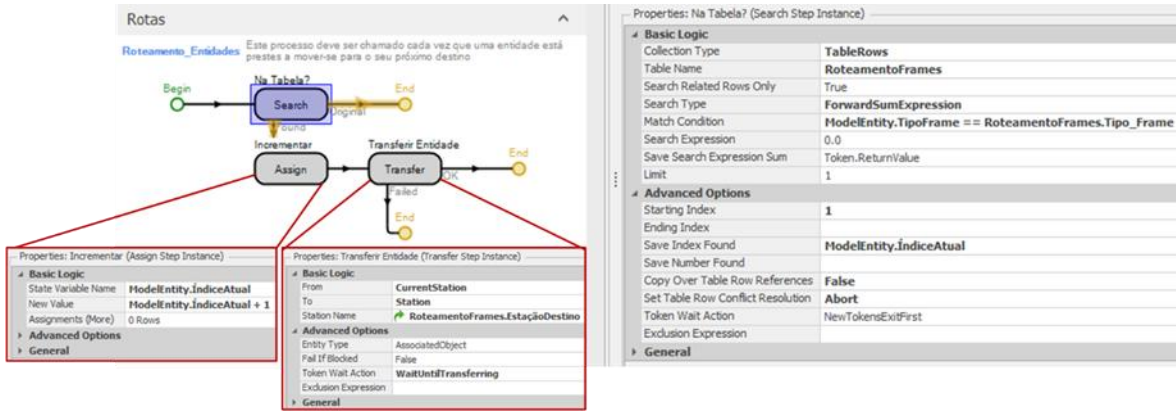 Rotas
Roteamento_Entidades
Este processo deve ser chamado cada vez que uma entidade está
prestes a mover-se para o seu próximo destino
Na Tabela?
Begin
Search
End
Original
Found
Incrementar
Transferir Entidade
Assign
Transfer
End
OK
Failed
End
Properties: Incrementar (Assign Step Instance)
Basic Logic
State Variable Name ModelEntity.ÍndiceAtual
New Value ModelEntity.ÍndiceAtual + 1
Assignments (More) 0 Rows
Advanced Options
General
Properties: Transferir Entidade (Transfer Step Instance)
Basic Logic
From CurrentStation
To Station
Station Name RoteamentoFrames.EstaçãoDestino
Advanced Options
Entity Type AssociatedObject
Fail If Blocked False
Token Wait Action WaitUntilTransferring
Exclusion Expression
General
Properties: Na Tabela? (Search Step Instance)
Basic Logic
Collection Type TableRows
Table Name RoteamentoFrames
Search Related Rows Only True
Search Type ForwardSumExpression
Match Condition ModelEntity.TipoFrame == RoteamentoFrames.Tipo_Frame
Search Expression 0.0
Save Search Expression Sum Token.ReturnValue
Limit 1
Advanced Options
Starting Index 1
Ending Index
Save Index Found ModelEntity.ÍndiceAtual
Save Number Found
Copy Over Table Row References False
Set Table Row Conflict Resolution Abort
Token Wait Action NewTokensExitFirst
Exclusion Expression
General